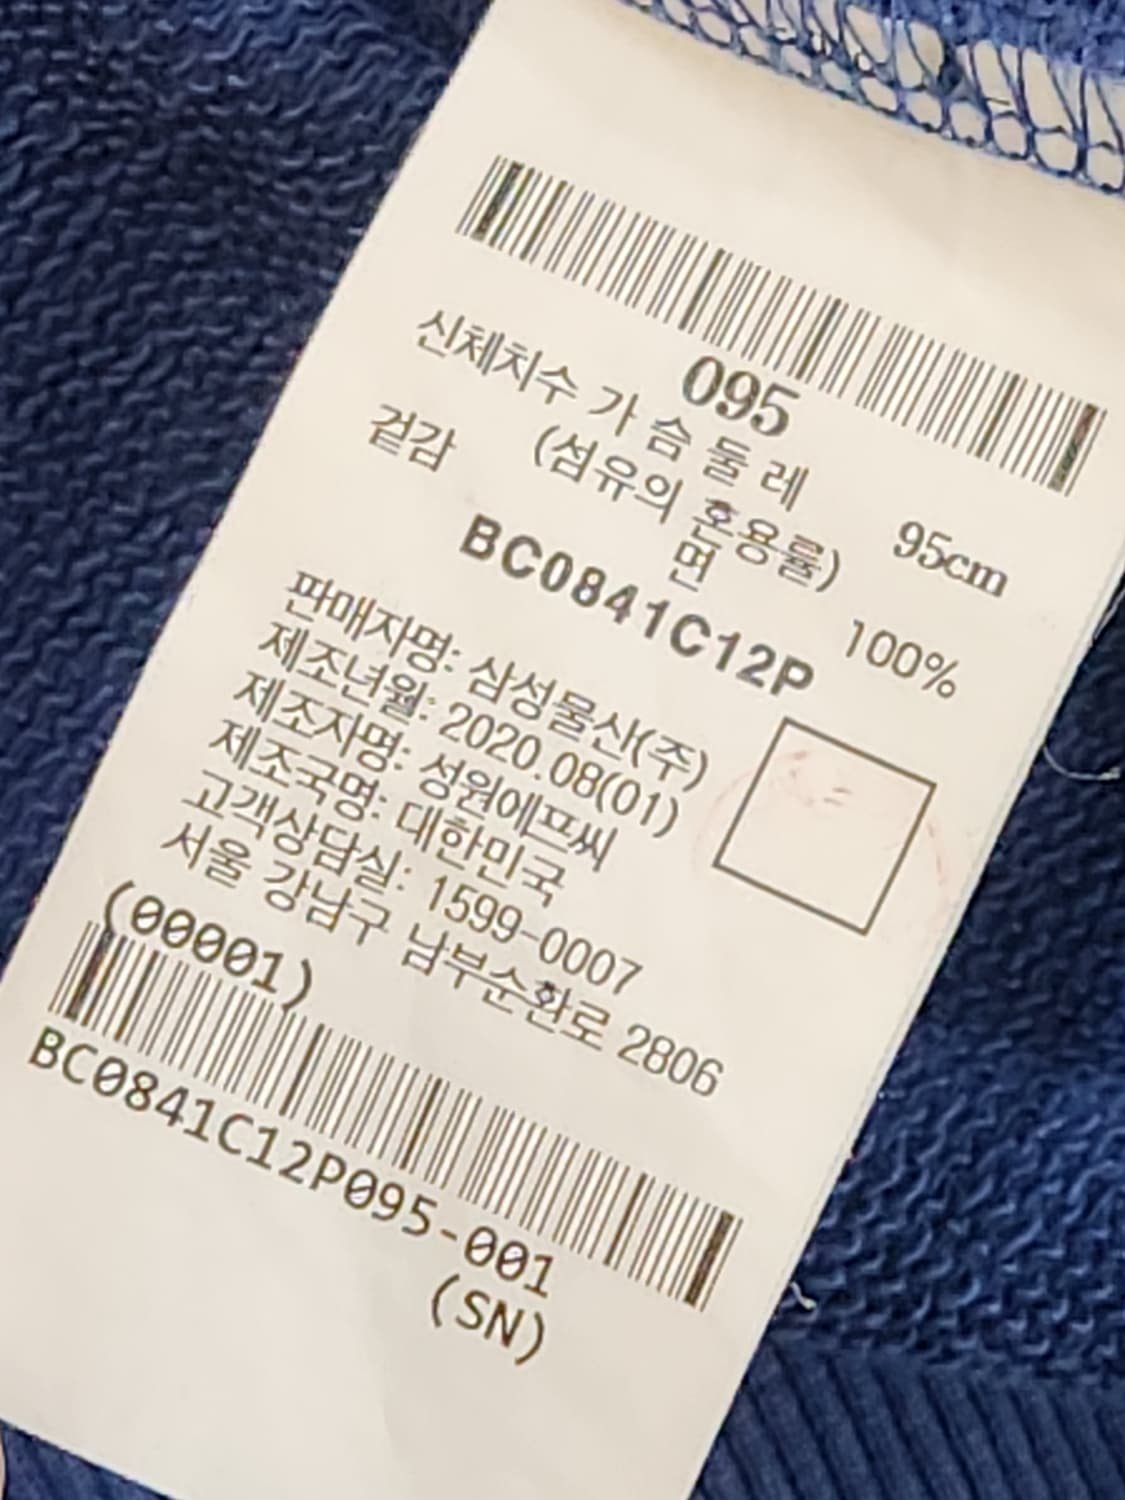 095
신체치수 가 슴 둘 레 95cm
(섬유의 혼용률)
겉감 면 100%
BC0841C12P
판매자명: 삼성물산(주)
제조년월: 2020.08(01)
제조자명: 성원에프씨
제조국명: 대한민국
고객상담실: 1599-0007
서울 강남구 남부순환로 2806
(00001)
BC0841C12P095-001
(SN)